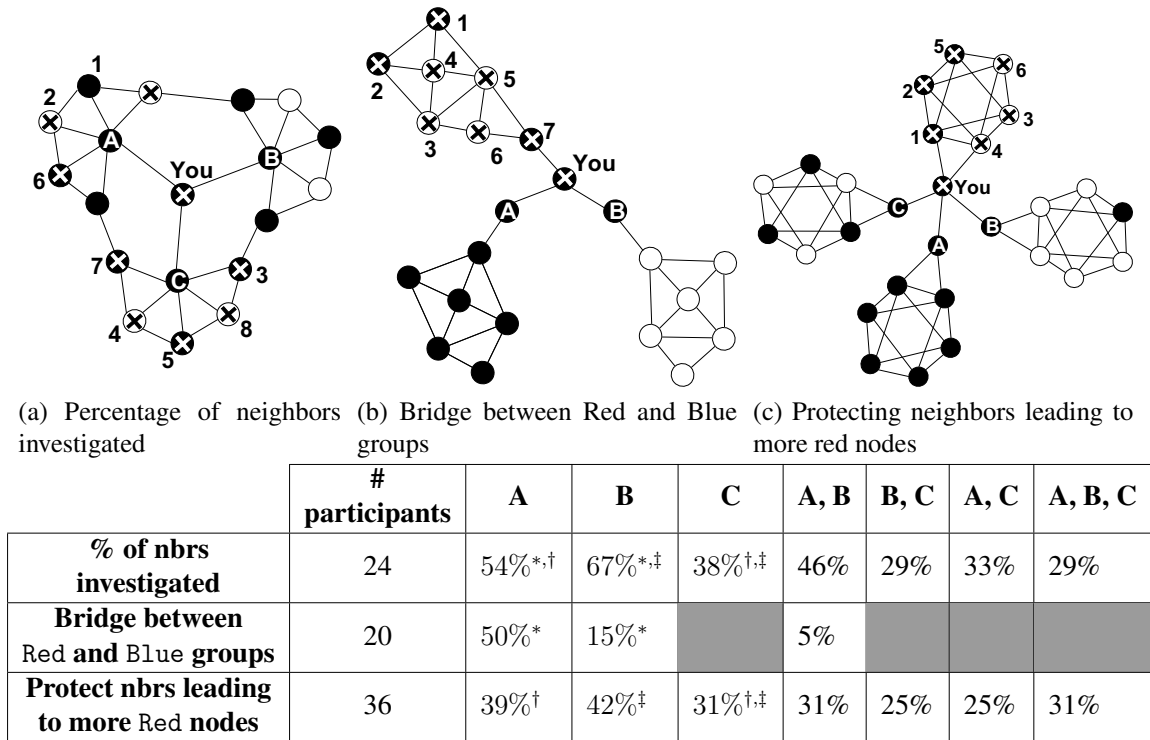 1
2
A
6
You
B
7
C
3
4
5
8
1
2
4
5
3
6
7
You
A
B
5
6
2
3
1
4
You
C
B
A
(a) Percentage of neighbors investigated
(b) Bridge between Red and Blue groups
(c) Protecting neighbors leading to more red nodes
# participants A B C A, B B, C A, C A, B, C
% of nbrs investigated 24 54%*,† 67%*,‡ 38%†,‡ 46% 29% 33% 29%
Bridge between Red and Blue groups 20 50%* 15%* 5%
Protect nbrs leading to more Red nodes 36 39%† 42%‡ 31%†,‡ 31% 25% 25% 31%